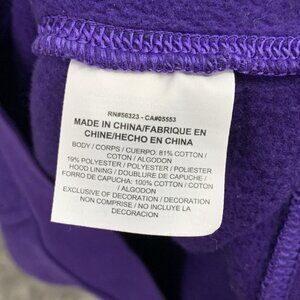 RN#56323 - CA#05553
MADE IN CHINA/FABRIQUE EN
CHINE/HECHO EN CHINA
BODY / CORPS / CUERPO: 81% COTTON /
COTON / ALGODON
19% POLYESTER / POLYESTER / POLIESTER
HOOD LINING / DOUBLURE DE CAPUCHE /
FORRO DE CAPUCHA: 100% COTTON / COTON
/ ALGODON
EXCLUSIVE OF DECORATION / DECORATION
NON COMPRISE / NO INCLUYE LA
DECORACION